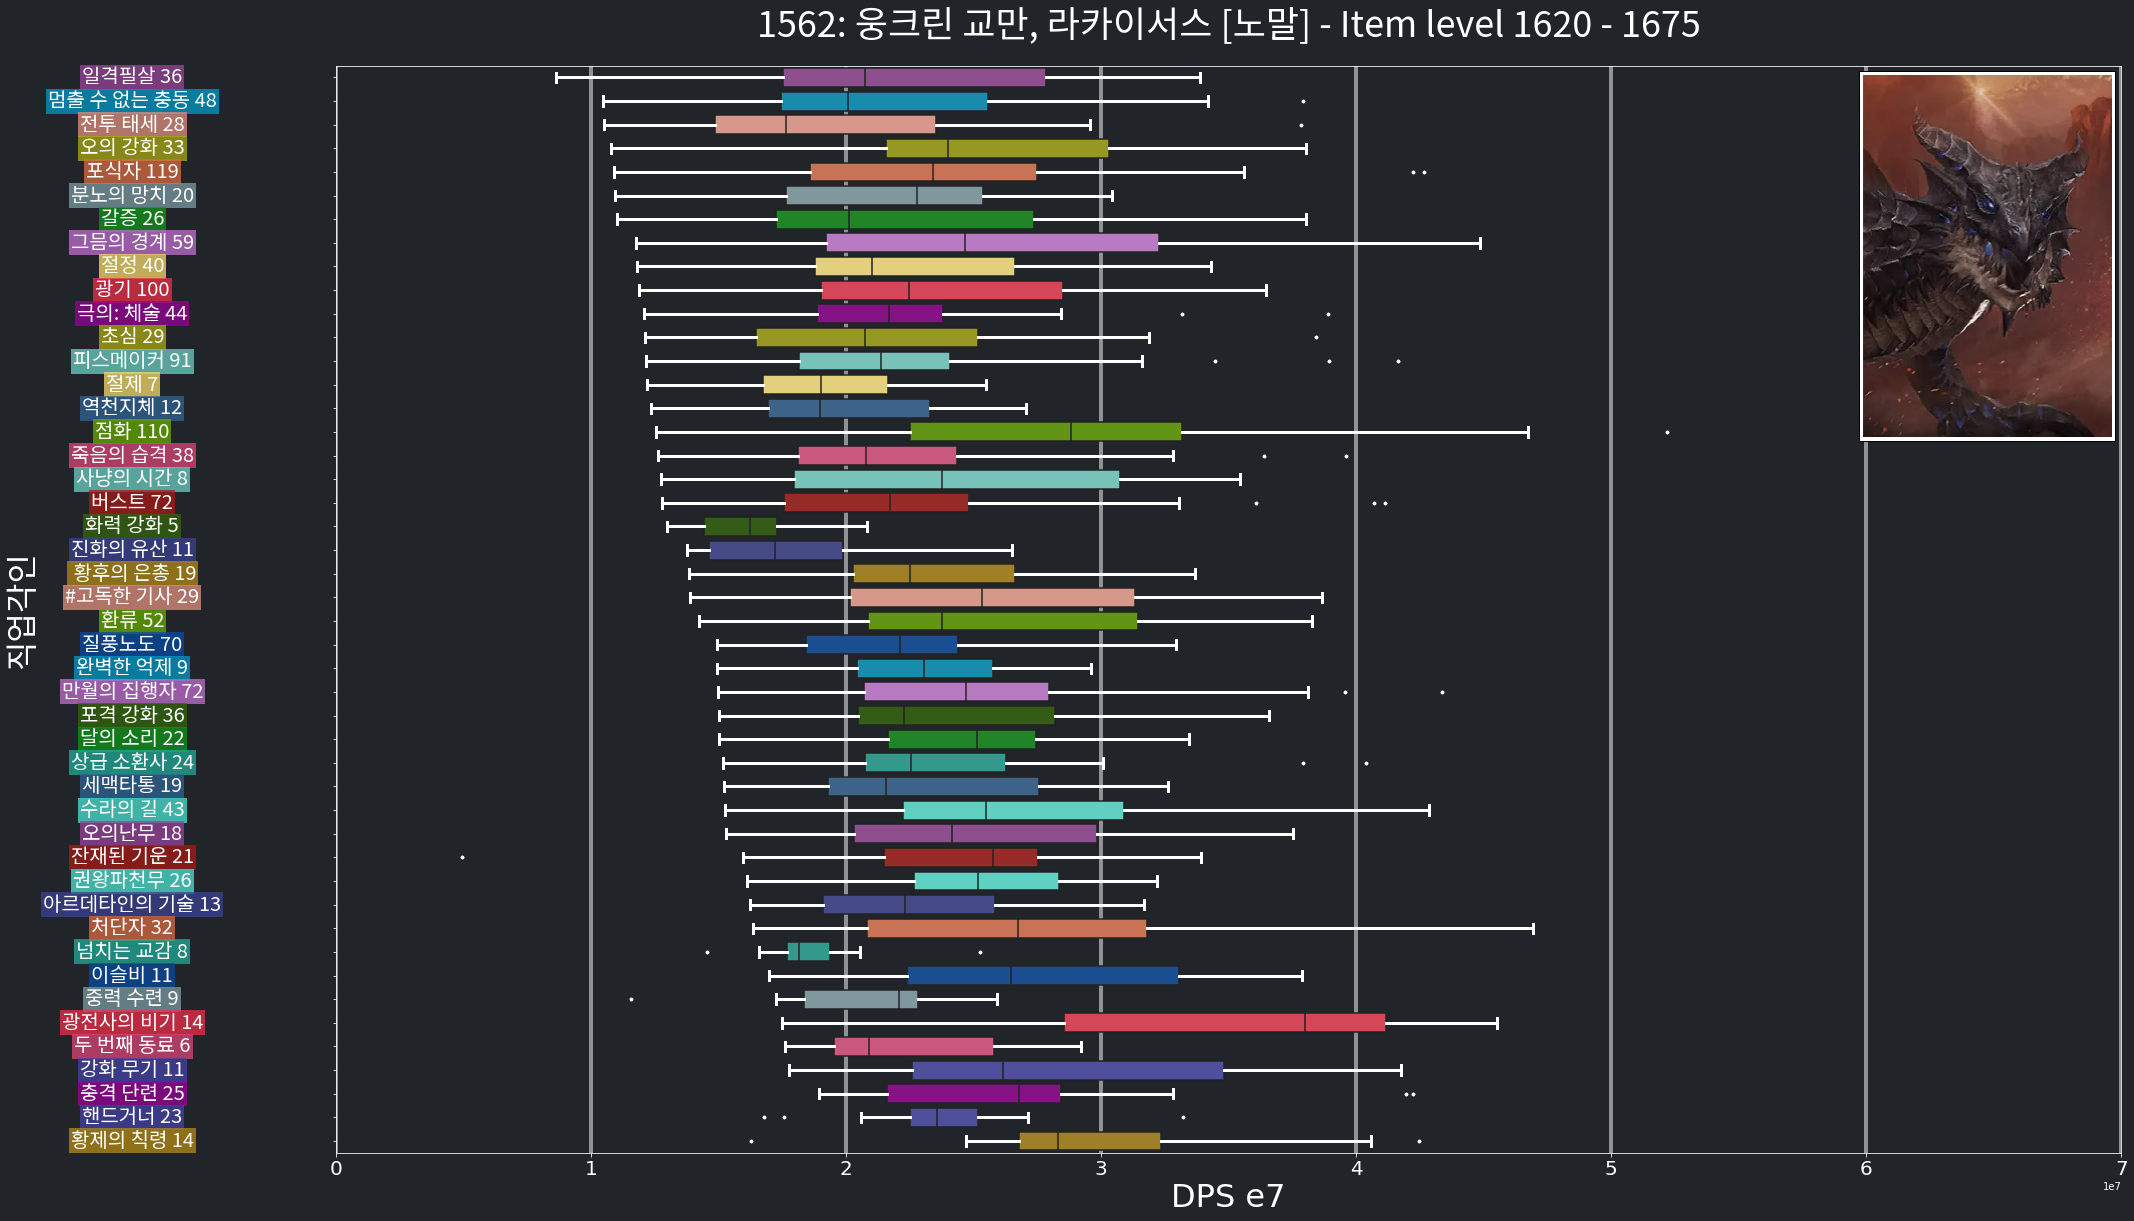 1562: 웅크린 교만, 라카이서스 [노말] - Item level 1620 - 1675
일격필살 36
멈출 수 없는 충동 48
전투 태세 28
오의 강화 33
포식자 119
분노의 망치 20
갈증 26
그믐의 경계 59
절정 40
광기 100
극의: 체술 44
초심 29
피스메이커 91
절제 7
역천지체 12
점화 110
죽음의 습격 38
사냥의 시간 8
버스트 72
화력 강화 5
진화의 유산 11
황후의 은총 19
#고독한 기사 29
환류 52
질풍노도 70
완벽한 억제 9
만월의 집행자 72
포격 강화 36
달의 소리 22
상급 소환사 24
세맥타통 19
수라의 길 43
오의난무 18
잔재된 기운 21
권왕파천무 26
아르데타인의 기술 13
처단자 32
넘치는 교감 8
이슬비 11
중력 수련 9
광전사의 비기 14
두 번째 동료 6
강화 무기 11
충격 단련 25
핸드거너 23
황제의 칙령 14
직업각인
0 1 2 3 4 5 6 7
1e7
DPS e7